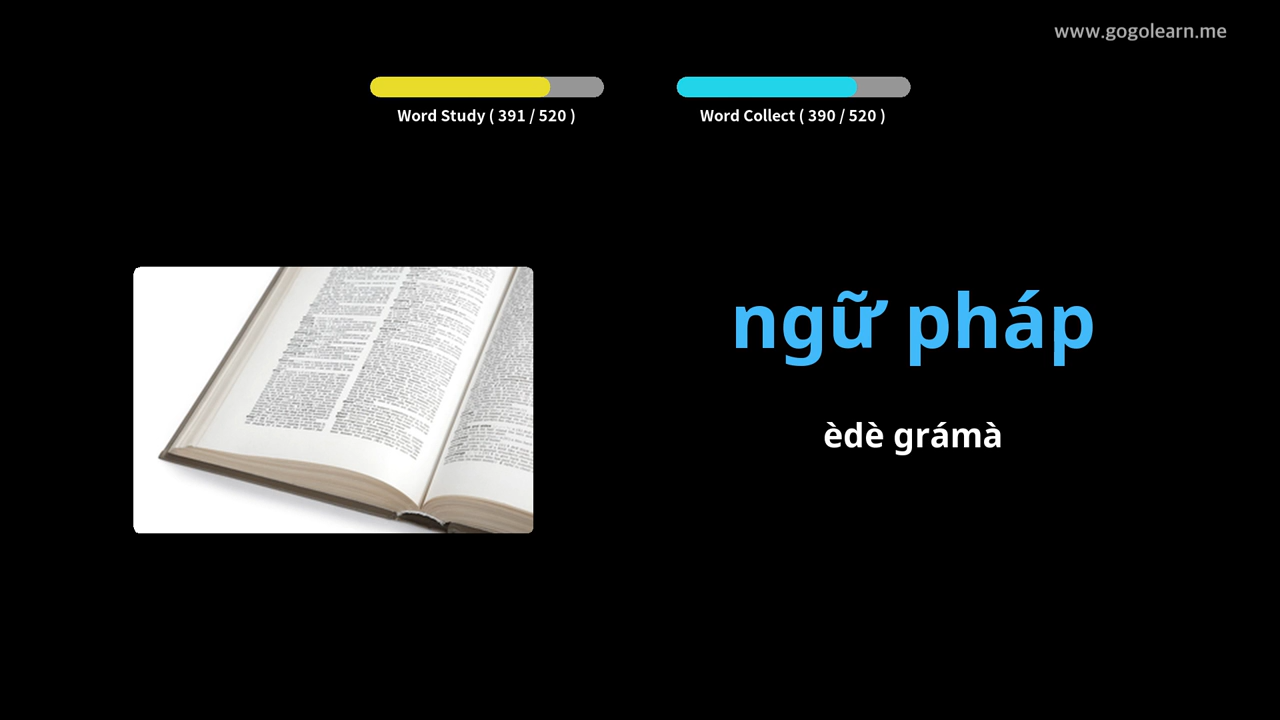 www.gogolearn.me
Word Study ( 391 / 520 )
Word Collect ( 390 / 520 )
ngữ pháp
èdè grámà